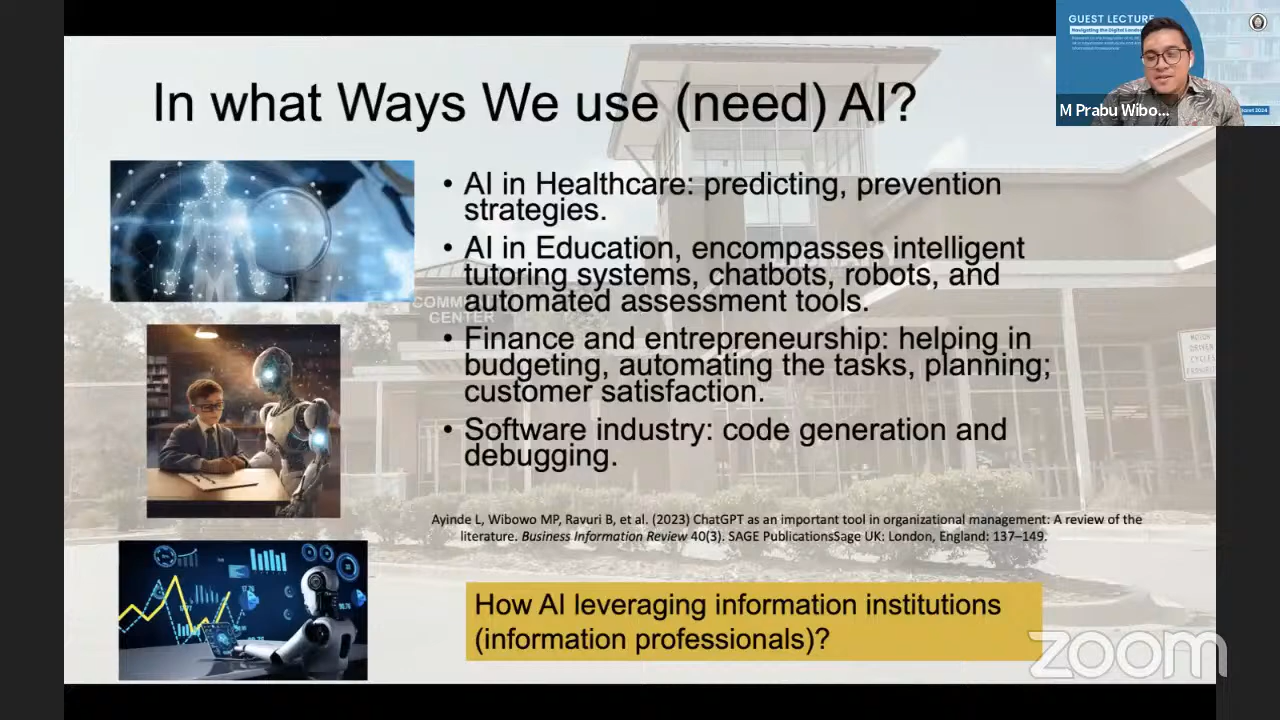 GUEST LECTURE
M Prabu Wibo...
In what Ways We use (need) AI?
• AI in Healthcare: predicting, prevention
strategies.
• AI in Education, encompasses intelligent
tutoring systems, chatbots, robots, and
automated assessment tools.
COMM
CENTER
• Finance and entrepreneurship: helping in
budgeting, automating the tasks, planning;
customer satisfaction.
• Software industry: code generation and
debugging.
Ayinde L, Wibowo MP, Ravuri B, et al. (2023) ChatGPT as an important tool in organizational management: A review of the
literature. Business Information Review 40(3). SAGE PublicationsSage UK: London, England: 137–149.
How AI leveraging information institutions
(information professionals)?
zoom